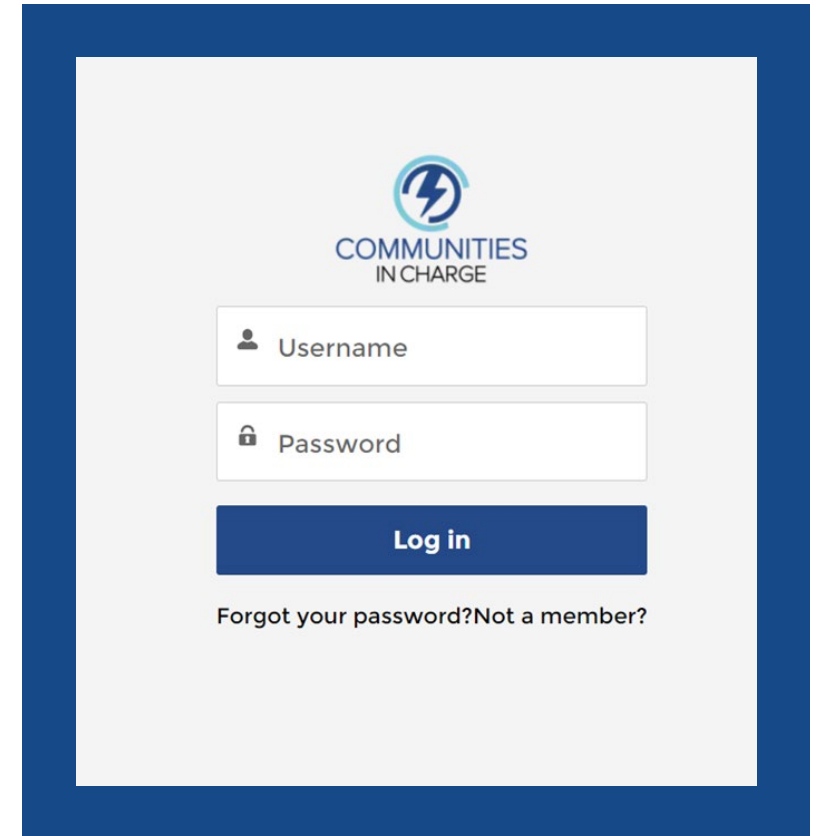 COMMUNITIES
IN CHARGE
Username
Password
Log in
Forgot your password?Not a member?